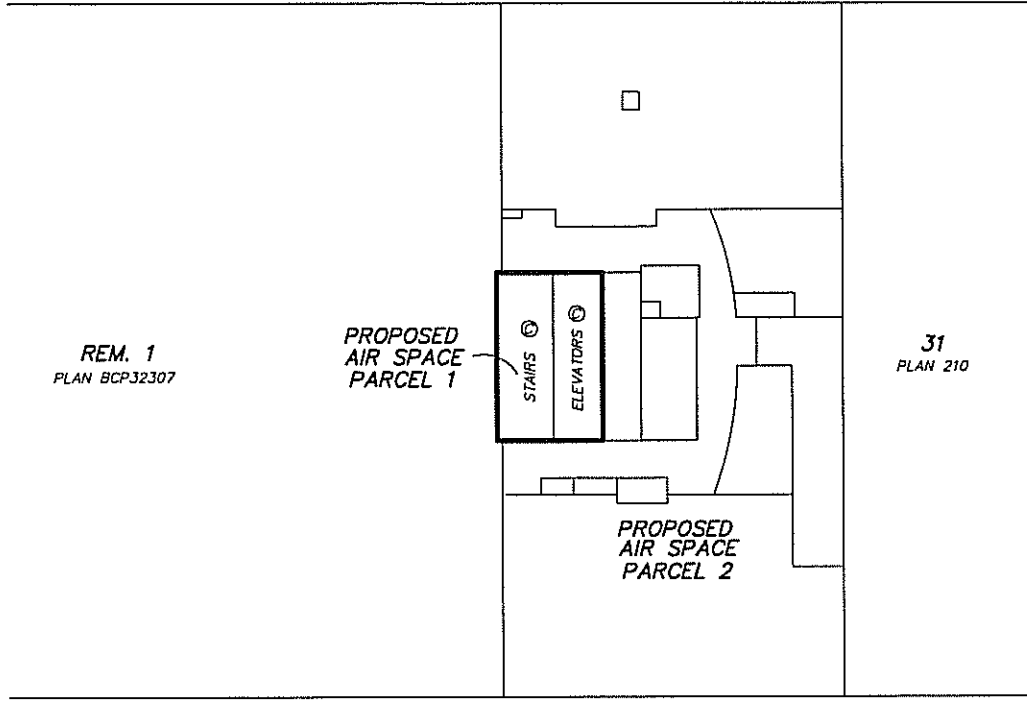 REM. 1
PLAN BCP32307
PROPOSED
AIR SPACE
PARCEL 1
STAIRS ©
ELEVATORS ©
31
PLAN 210
PROPOSED
AIR SPACE
PARCEL 2